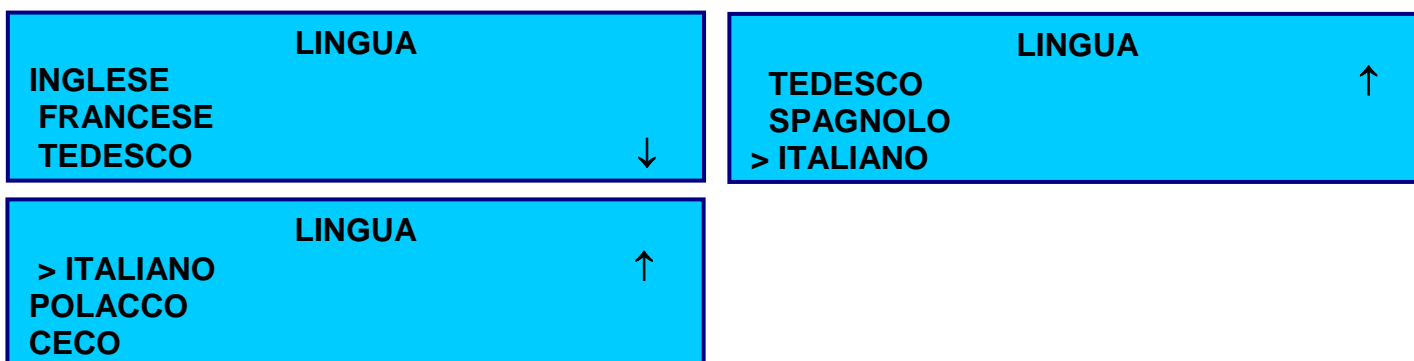 LINGUA
INGLESE
FRANCESE
TEDESCO ↓
LINGUA
TEDESCO ↑
SPAGNOLO
> ITALIANO
LINGUA
> ITALIANO ↑
POLACCO
CECO